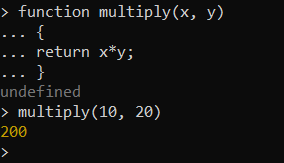 > function multiply(x, y)
... {
... return x*y;
... }
undefined
> multiply(10, 20)
200
>